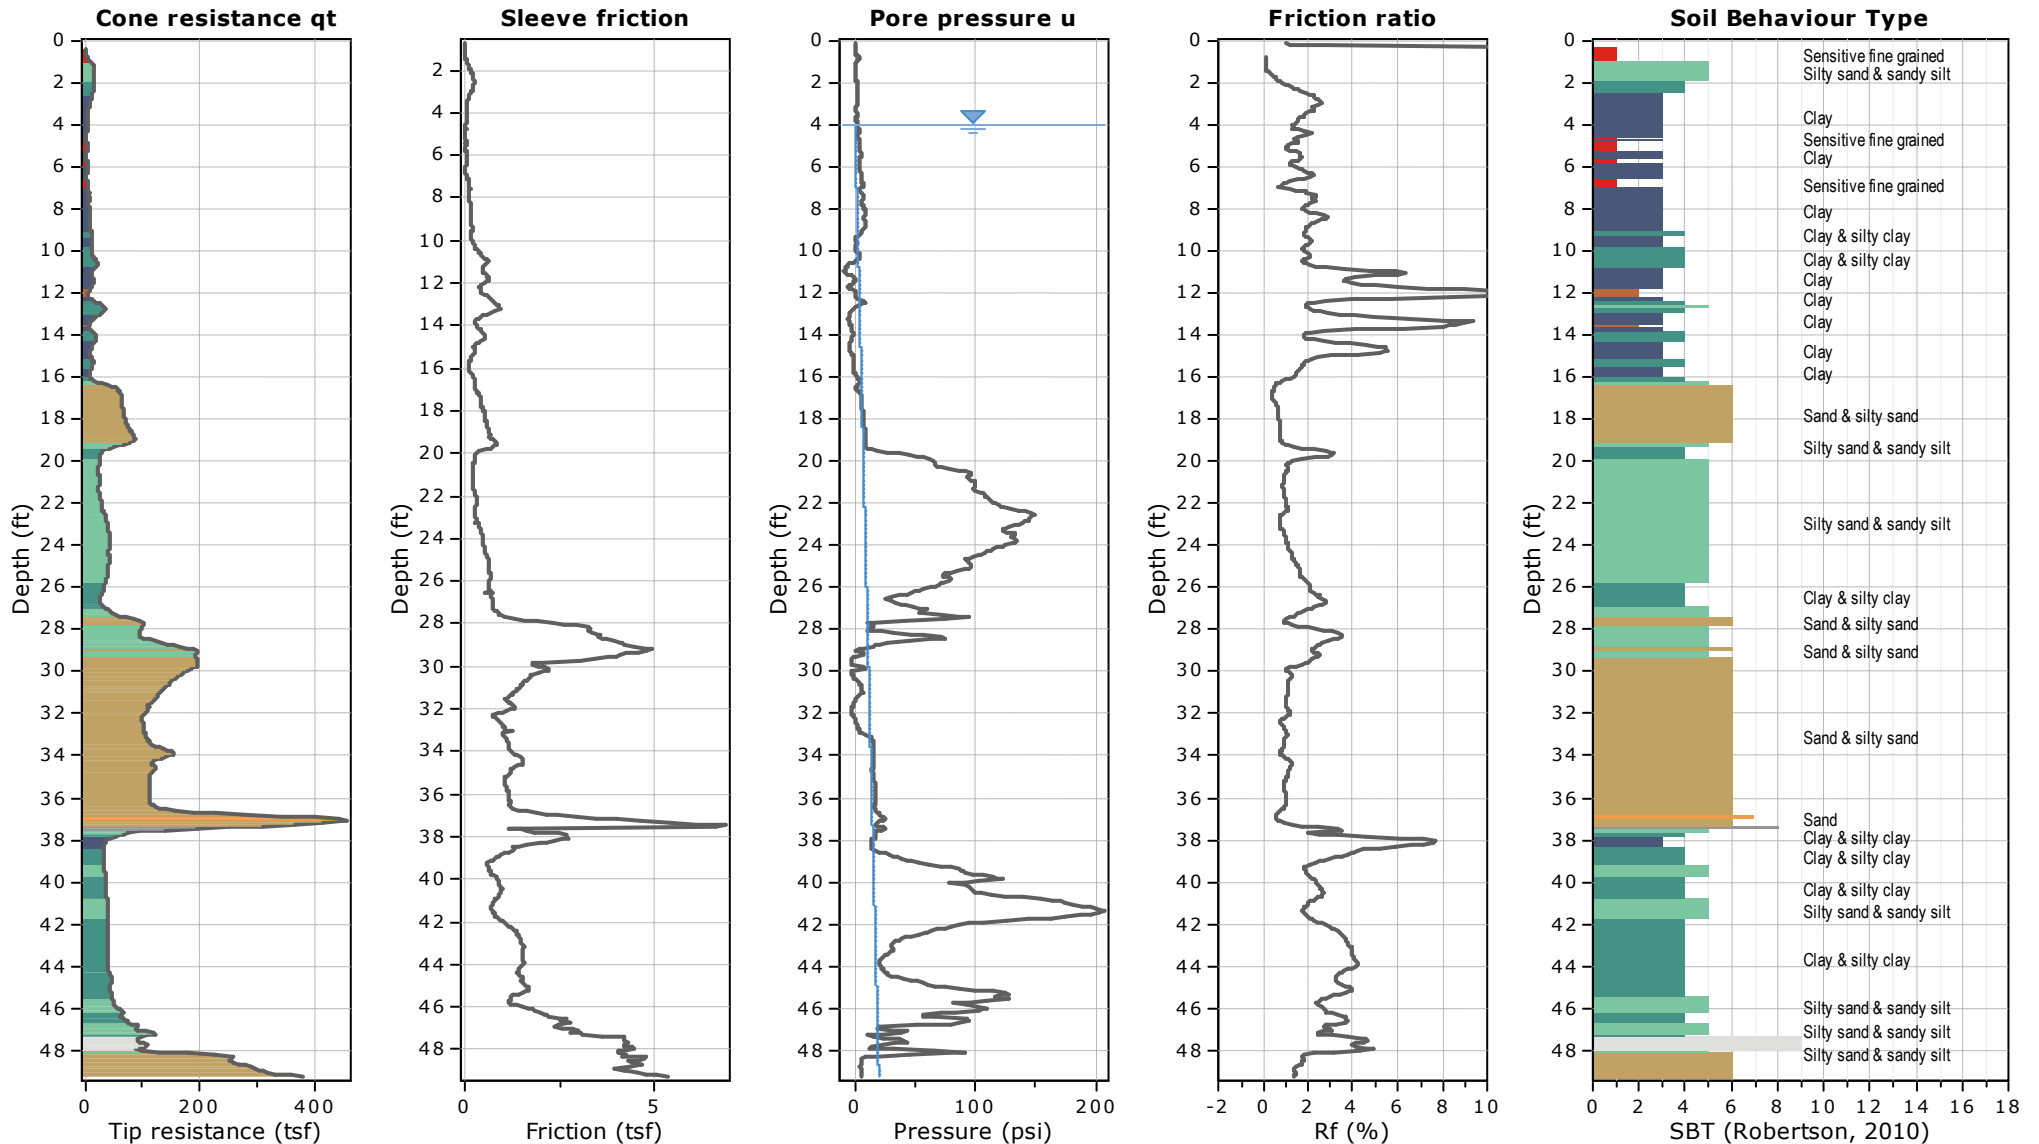 Cone resistance qt
0
2
4
6
8
10
12
14
16
18
20
22
24
26
28
30
32
34
36
38
40
42
44
46
48
Depth (ft)
0 200 400
Tip resistance (tsf)
Sleeve friction
2
4
6
8
10
12
14
16
18
20
22
24
26
28
30
32
34
36
38
40
42
44
46
48
Depth (ft)
0 5
Friction (tsf)
Pore pressure u
0
2
4
6
8
10
12
14
16
18
20
22
24
26
28
30
32
34
36
38
40
42
44
46
48
Depth (ft)
0 100 200
Pressure (psi)
Friction ratio
0
2
4
6
8
10
12
14
16
18
20
22
24
26
28
30
32
34
36
38
40
42
44
46
48
Depth (ft)
-2 0 2 4 6 8 10
Rf (%)
Soil Behaviour Type
0
2
4
6
8
10
12
14
16
18
20
22
24
26
28
30
32
34
36
38
40
42
44
46
48
Depth (ft)
Sensitive fine grained
Silty sand & sandy silt
Clay
Sensitive fine grained
Clay
Sensitive fine grained
Clay
Clay & silty clay
Clay & silty clay
Clay
Clay
Clay
Clay
Clay
Sand & silty sand
Silty sand & sandy silt
Silty sand & sandy silt
Clay & silty clay
Sand & silty sand
Sand & silty sand
Sand & silty sand
Sand
Clay & silty clay
Clay & silty clay
Clay & silty clay
Silty sand & sandy silt
Clay & silty clay
Silty sand & sandy silt
Silty sand & sandy silt
Silty sand & sandy silt
0 2 4 6 8 10 12 14 16 18
SBT (Robertson, 2010)